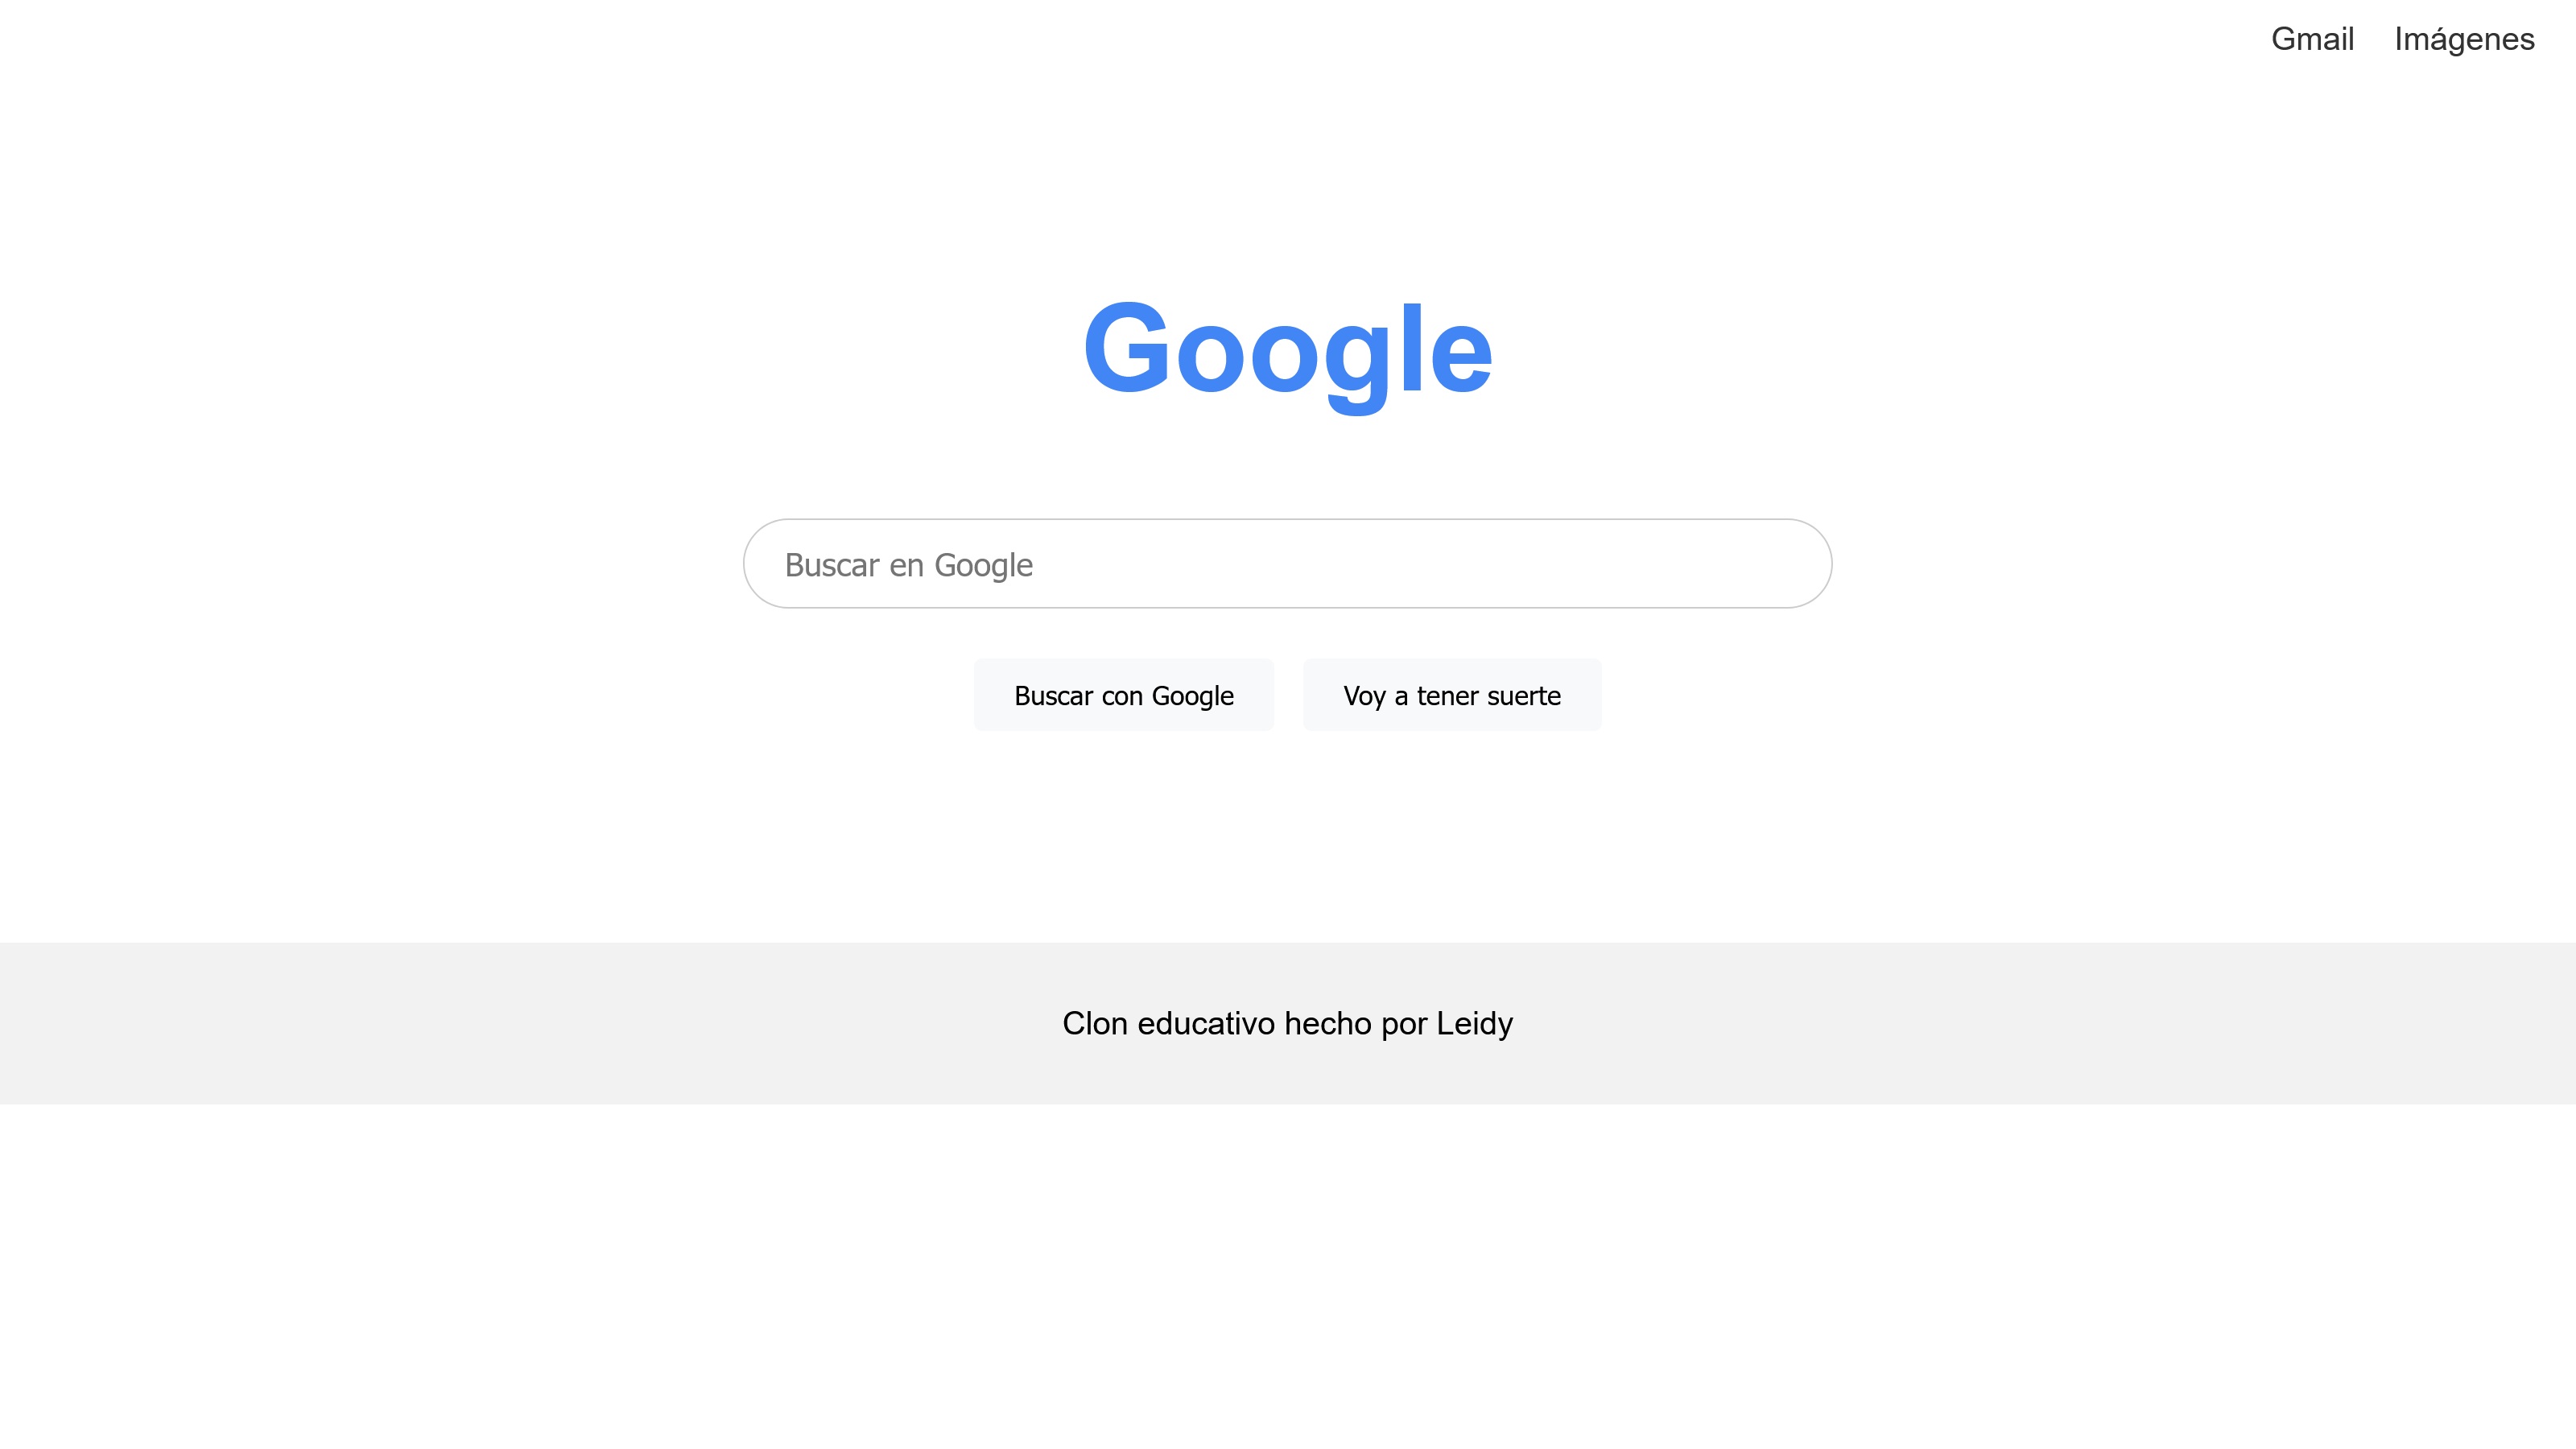 Gmail Imágenes
Google
Buscar en Google
Buscar con Google Voy a tener suerte
Clon educativo hecho por Leidy